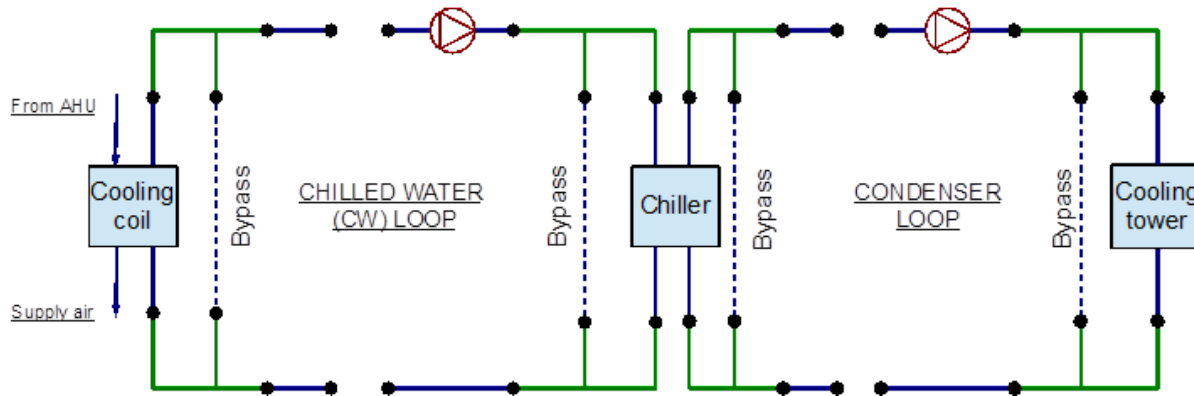 From AHU
Cooling
coil
Supply air
Bypass
CHILLED WATER
(CW) LOOP
Bypass
Chiller
Bypass
CONDENSER
LOOP
Bypass
Cooling
tower